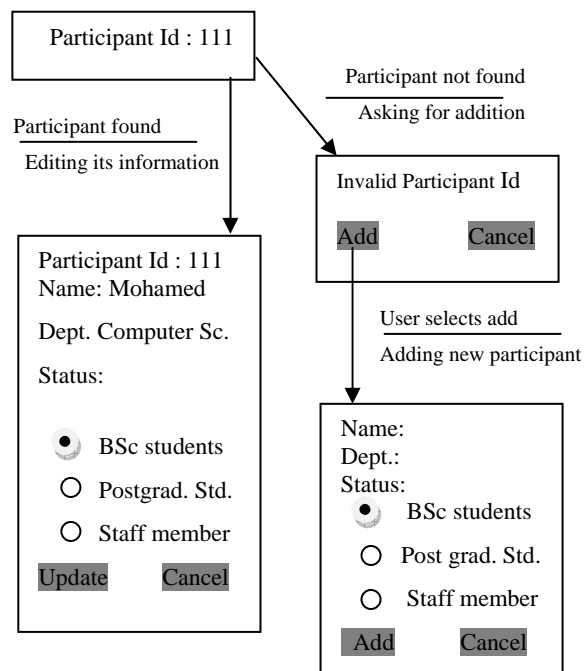 Participant Id : 111
Participant not found
Asking for addition
Participant found
Editing its information
Invalid Participant Id
Add Cancel
Participant Id : 111
Name: Mohamed
Dept. Computer Sc.
Status:
BSc students
Postgrad. Std.
Staff member
Update Cancel
User selects add
Adding new participant
Name:
Dept.:
Status:
BSc students
Post grad. Std.
Staff member
Add Cancel